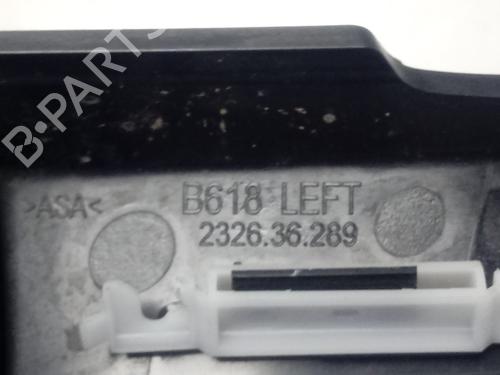 B-PARTS
>ASA<
B618 LEFT
2326.36.289